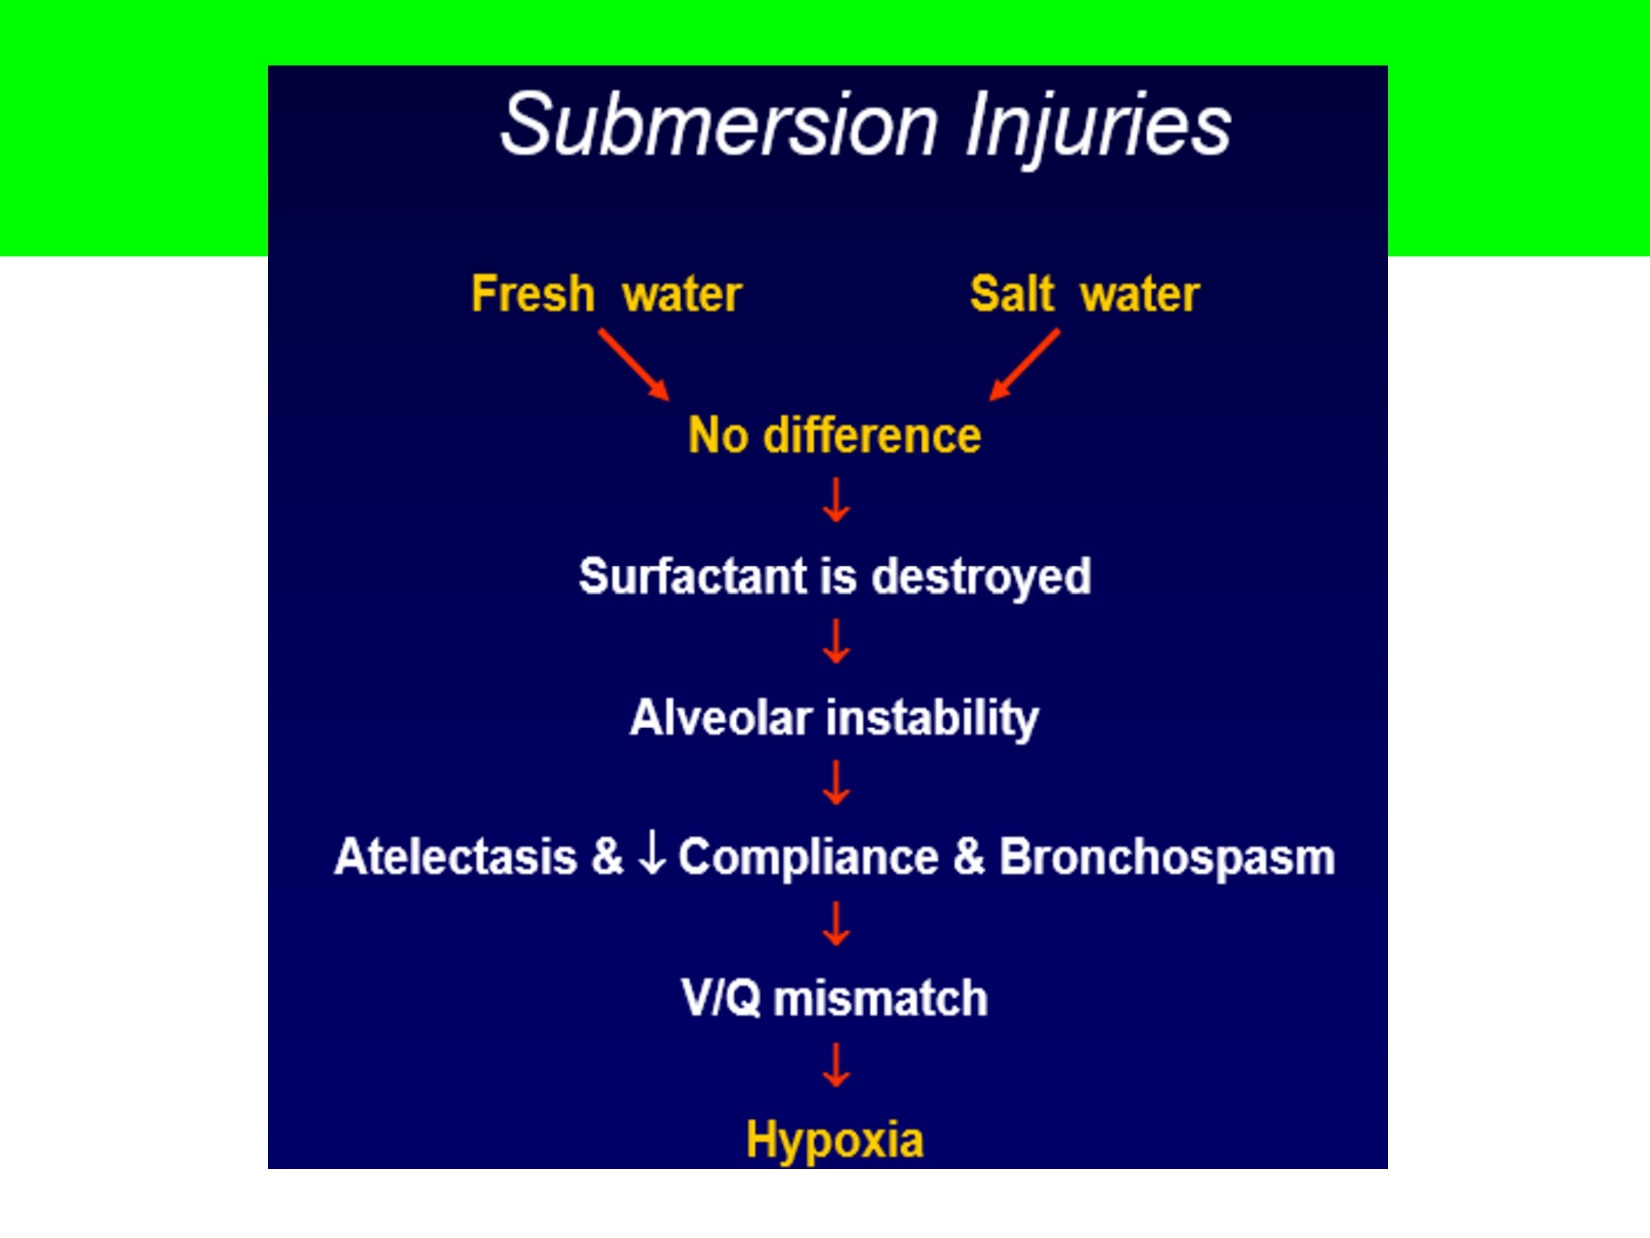 Submersion Injuries
Fresh water Salt water
No difference
↓
Surfactant is destroyed
↓
Alveolar instability
↓
Atelectasis & ↓ Compliance & Bronchospasm
↓
V/Q mismatch
↓
Hypoxia